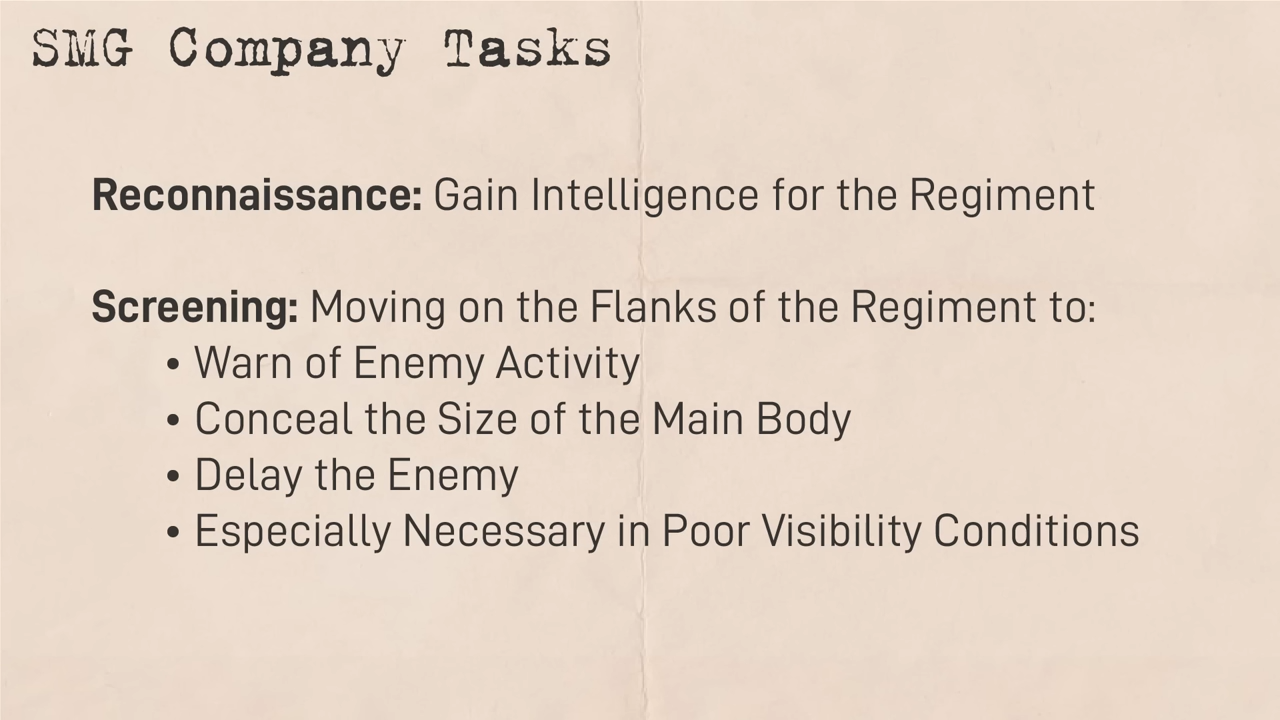 SMG Company Tasks
Reconnaissance: Gain Intelligence for the Regiment
Screening: Moving on the Flanks of the Regiment to:
• Warn of Enemy Activity
• Conceal the Size of the Main Body
• Delay the Enemy
• Especially Necessary in Poor Visibility Conditions